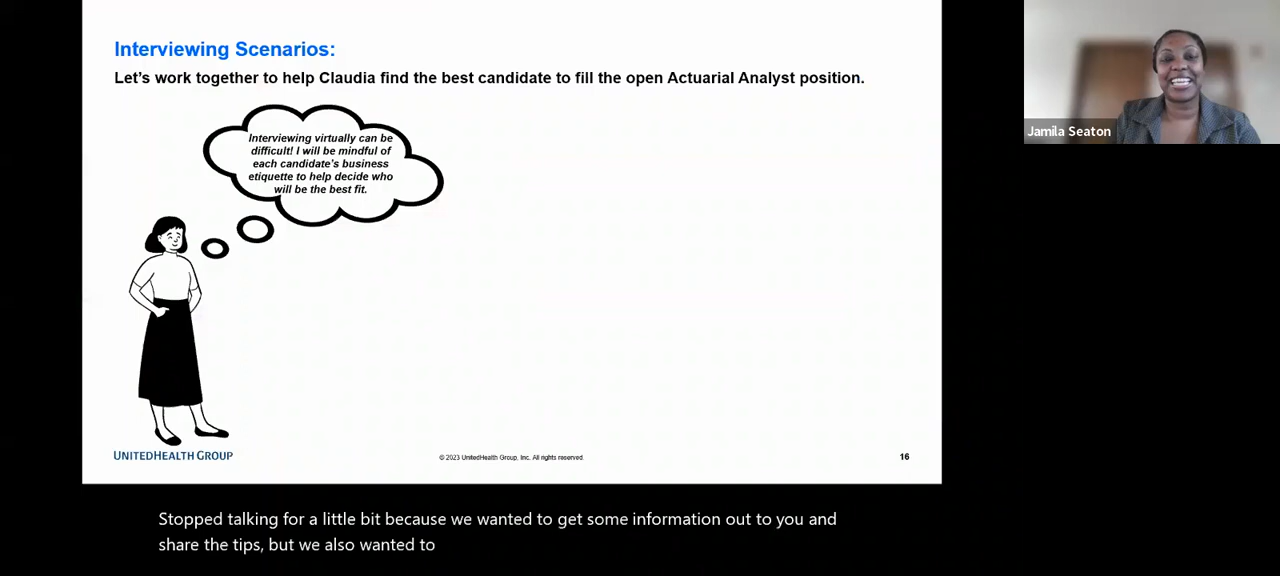 Interviewing Scenarios:
Let's work together to help Claudia find the best candidate to fill the open Actuarial Analyst position.
Interviewing virtually can be
difficult! I will be mindful of
each candidate's business
etiquette to help decide who
will be the best fit.
Jamila Seaton
UNITEDHEALTH GROUP
© 2023 UnitedHealth Group, Inc. All rights reserved.
16
Stopped talking for a little bit because we wanted to get some information out to you and
share the tips, but we also wanted to